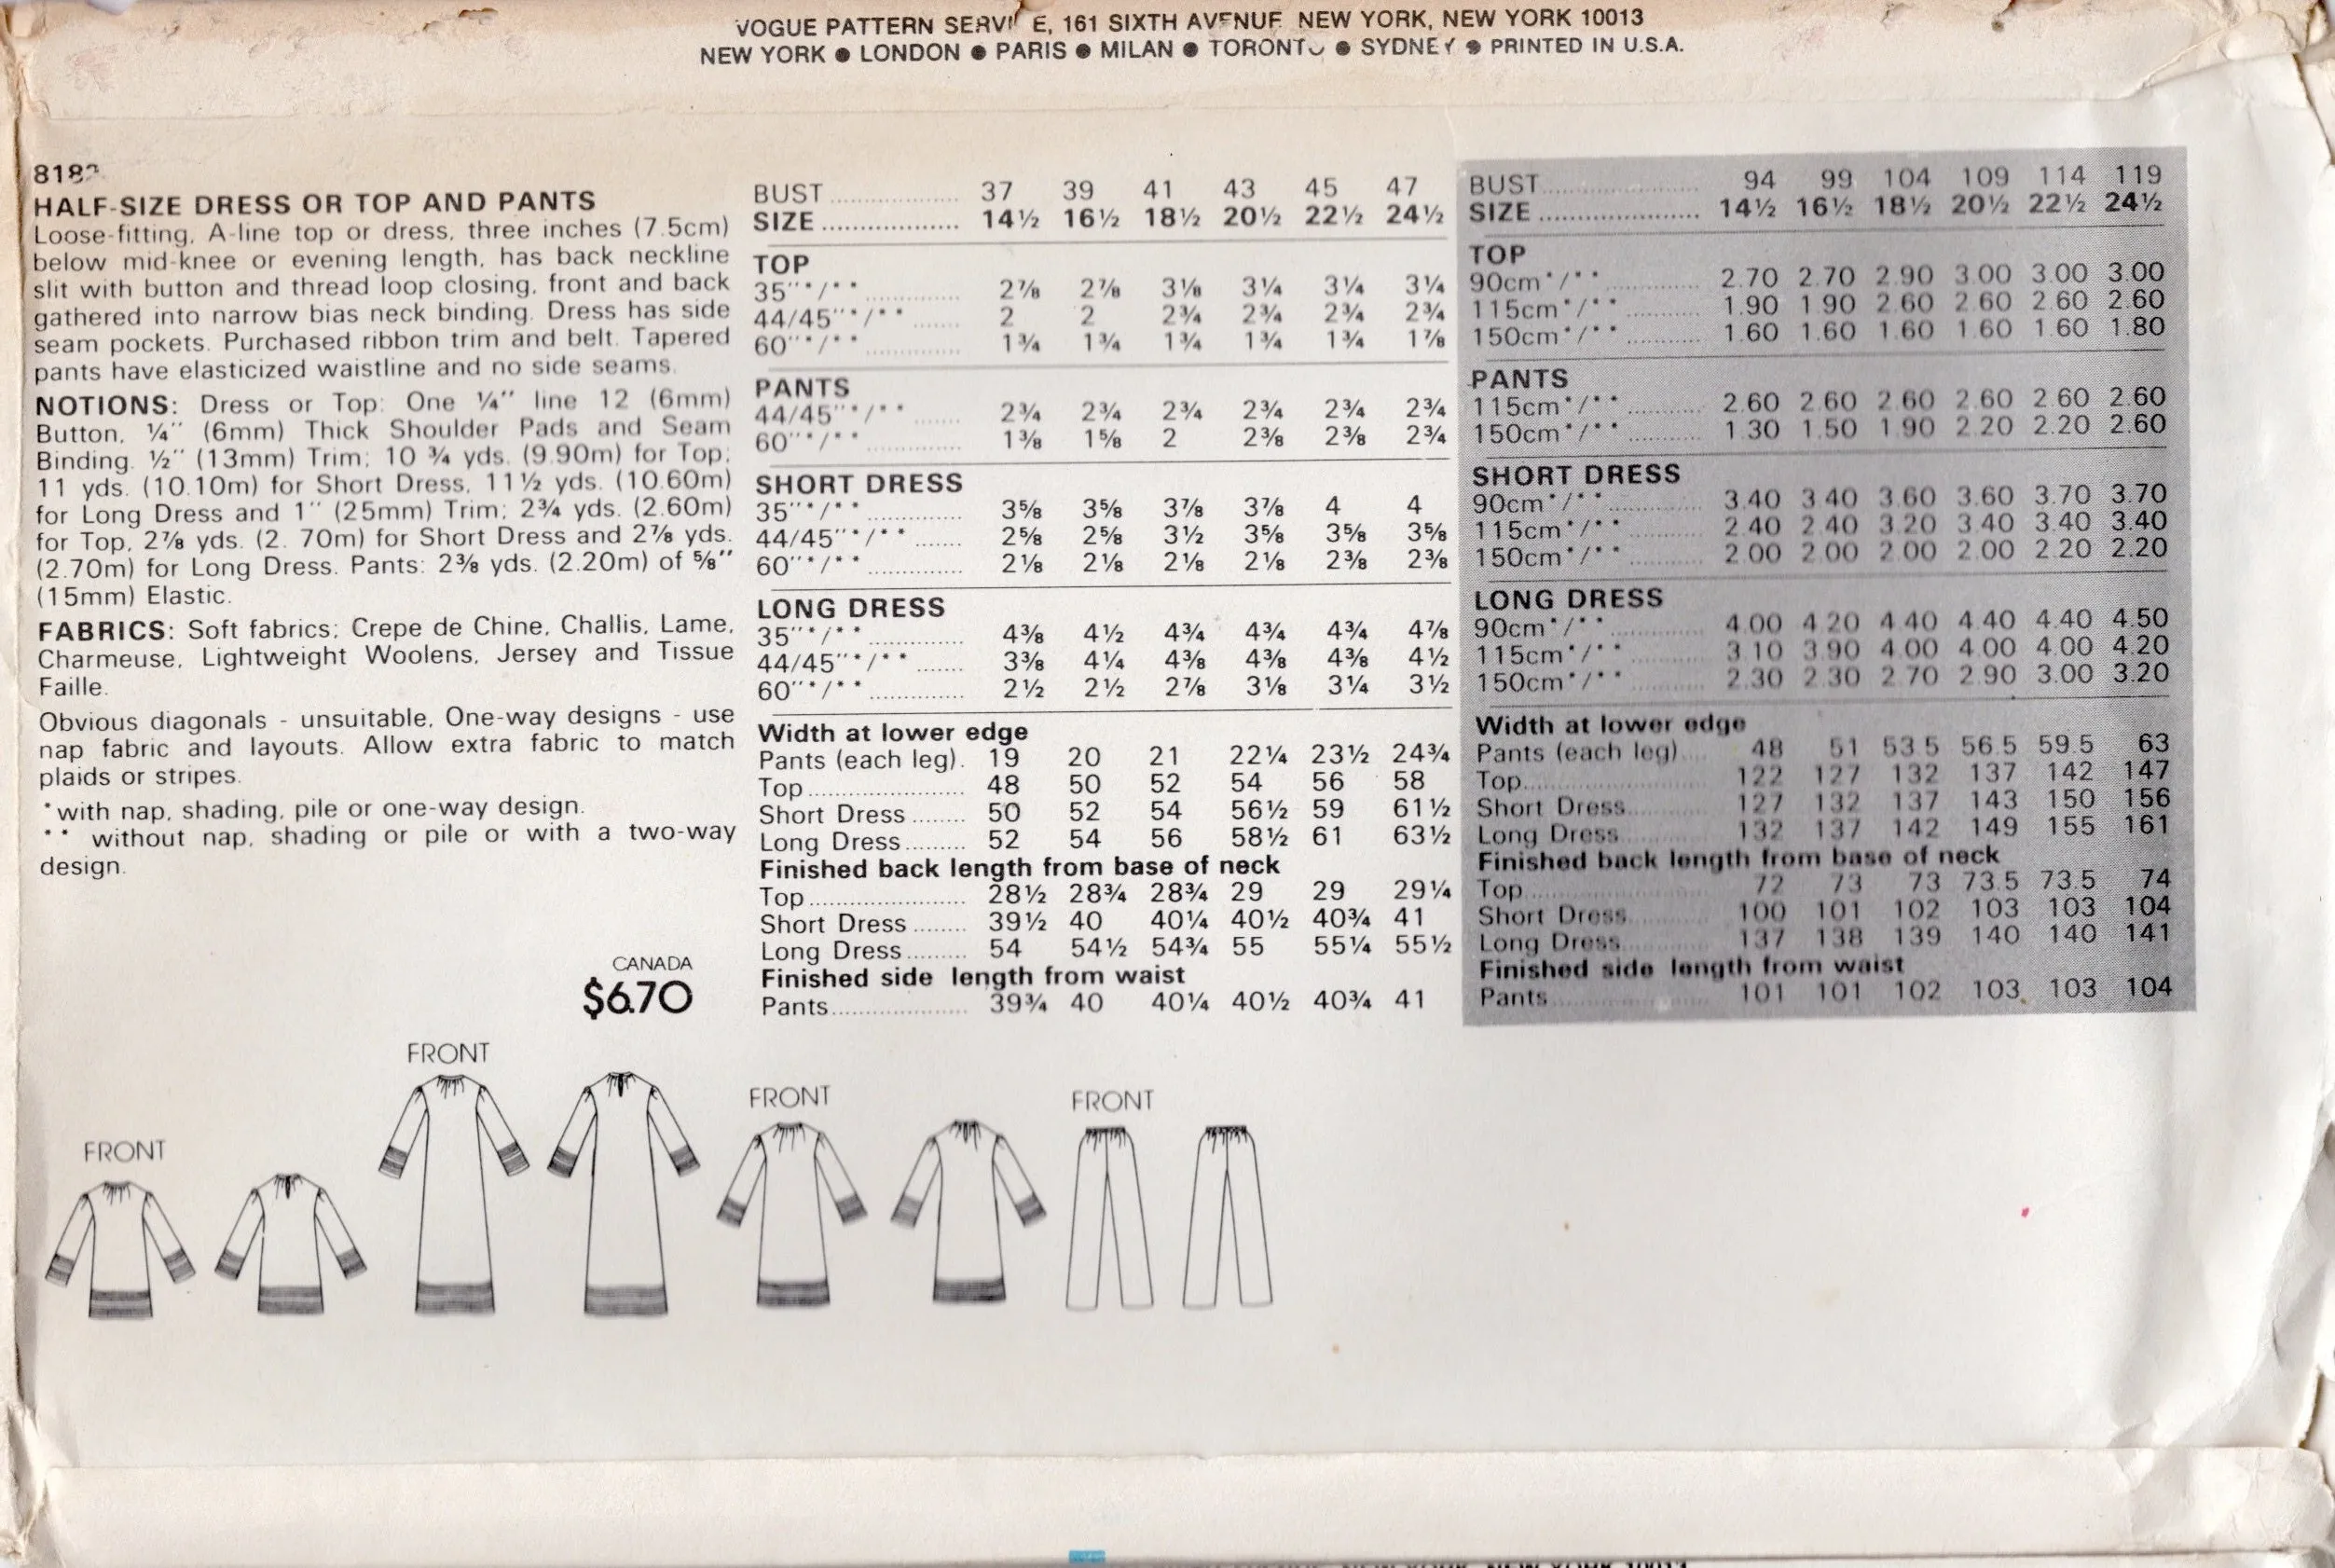 VOGUE PATTERN SERVI E, 161 SIXTH AVENUE NEW YORK, NEW YORK 10013
NEW YORK ● LONDON ● PARIS ● MILAN ● TORONTO ● SYDNEY ● PRINTED IN U.S.A.
818
HALF-SIZE DRESS OR TOP AND PANTS
Loose-fitting, A-line top or dress, three inches (7.5cm)
below mid-knee or evening length, has back neckline
slit with button and thread loop closing, front and back
gathered into narrow bias neck binding. Dress has side
seam pockets. Purchased ribbon trim and belt. Tapered
pants have elasticized waistline and no side seams.
NOTIONS: Dress or Top: One ¼" line 12 (6mm)
Button, ¼" (6mm) Thick Shoulder Pads and Seam
Binding. ½" (13mm) Trim; 10 ¾ yds. (9.90m) for Top;
11 yds. (10.10m) for Short Dress, 11½ yds. (10.60m)
for Long Dress and 1" (25mm) Trim; 2¾ yds. (2.60m)
for Top, 2⅞ yds. (2. 70m) for Short Dress and 2⅞ yds.
(2.70m) for Long Dress. Pants: 2⅜ yds. (2.20m) of ⅝"
(15mm) Elastic.
FABRICS: Soft fabrics; Crepe de Chine, Challis, Lame,
Charmeuse, Lightweight Woolens, Jersey and Tissue
Faille.
Obvious diagonals - unsuitable, One-way designs - use
nap fabric and layouts. Allow extra fabric to match
plaids or stripes.
*with nap, shading, pile or one-way design.
** without nap, shading or pile or with a two-way
design.
CANADA
$6.70
BUST 37 39 41 43 45 47
SIZE 14½ 16½ 18½ 20½ 22½ 24½
TOP
35"*/** 2⅞ 2⅞ 3⅛ 3¼ 3¼ 3¼
44/45"*/** 2 2 2¾ 2¾ 2¾ 2¾
60"*/** 1¾ 1¾ 1¾ 1¾ 1¾ 1⅞
PANTS
44/45"*/** 2¾ 2¾ 2¾ 2¾ 2¾ 2¾
60"*/** 1⅜ 1⅝ 2 2⅜ 2⅜ 2¾
SHORT DRESS
35"*/** 3⅝ 3⅝ 3⅞ 3⅞ 4 4
44/45"*/** 2⅝ 2⅝ 3½ 3⅝ 3⅝ 3⅝
60"*/** 2⅛ 2⅛ 2⅛ 2⅛ 2⅜ 2⅜
LONG DRESS
35"*/** 4⅜ 4½ 4¾ 4¾ 4¾ 4⅞
44/45"*/** 3⅜ 4¼ 4⅜ 4⅜ 4⅜ 4½
60"*/** 2½ 2½ 2⅞ 3⅛ 3¼ 3½
Width at lower edge
Pants (each leg) 19 20 21 22¼ 23½ 24¾
Top 48 50 52 54 56 58
Short Dress 50 52 54 56½ 59 61½
Long Dress 52 54 56 58½ 61 63½
Finished back length from base of neck
Top 28½ 28¾ 28¾ 29 29 29¼
Short Dress 39½ 40 40¼ 40½ 40¾ 41
Long Dress 54 54½ 54¾ 55 55¼ 55½
Finished side length from waist
Pants 39¾ 40 40¼ 40½ 40¾ 41
BUST 94 99 104 109 114 119
SIZE 14½ 16½ 18½ 20½ 22½ 24½
TOP
90cm*/** 2.70 2.70 2.90 3.00 3.00 3.00
115cm*/** 1.90 1.90 2.60 2.60 2.60 2.60
150cm*/** 1.60 1.60 1.60 1.60 1.60 1.80
PANTS
115cm*/** 2.60 2.60 2.60 2.60 2.60 2.60
150cm*/** 1.30 1.50 1.90 2.20 2.20 2.60
SHORT DRESS
90cm*/** 3.40 3.40 3.60 3.60 3.70 3.70
115cm*/** 2.40 2.40 3.20 3.40 3.40 3.40
150cm*/** 2.00 2.00 2.00 2.00 2.20 2.20
LONG DRESS
90cm*/** 4.00 4.20 4.40 4.40 4.40 4.50
115cm*/** 3.10 3.90 4.00 4.00 4.00 4.20
150cm*/** 2.30 2.30 2.70 2.90 3.00 3.20
Width at lower edge
Pants (each leg) 48 51 53.5 56.5 59.5 63
Top 122 127 132 137 142 147
Short Dress 127 132 137 143 150 156
Long Dress 132 137 142 149 155 161
Finished back length from base of neck
Top 72 73 73 73.5 73.5 74
Short Dress 100 101 102 103 103 104
Long Dress 137 138 139 140 140 141
Finished side length from waist
Pants 101 101 102 103 103 104
FRONT
FRONT
FRONT
FRONT